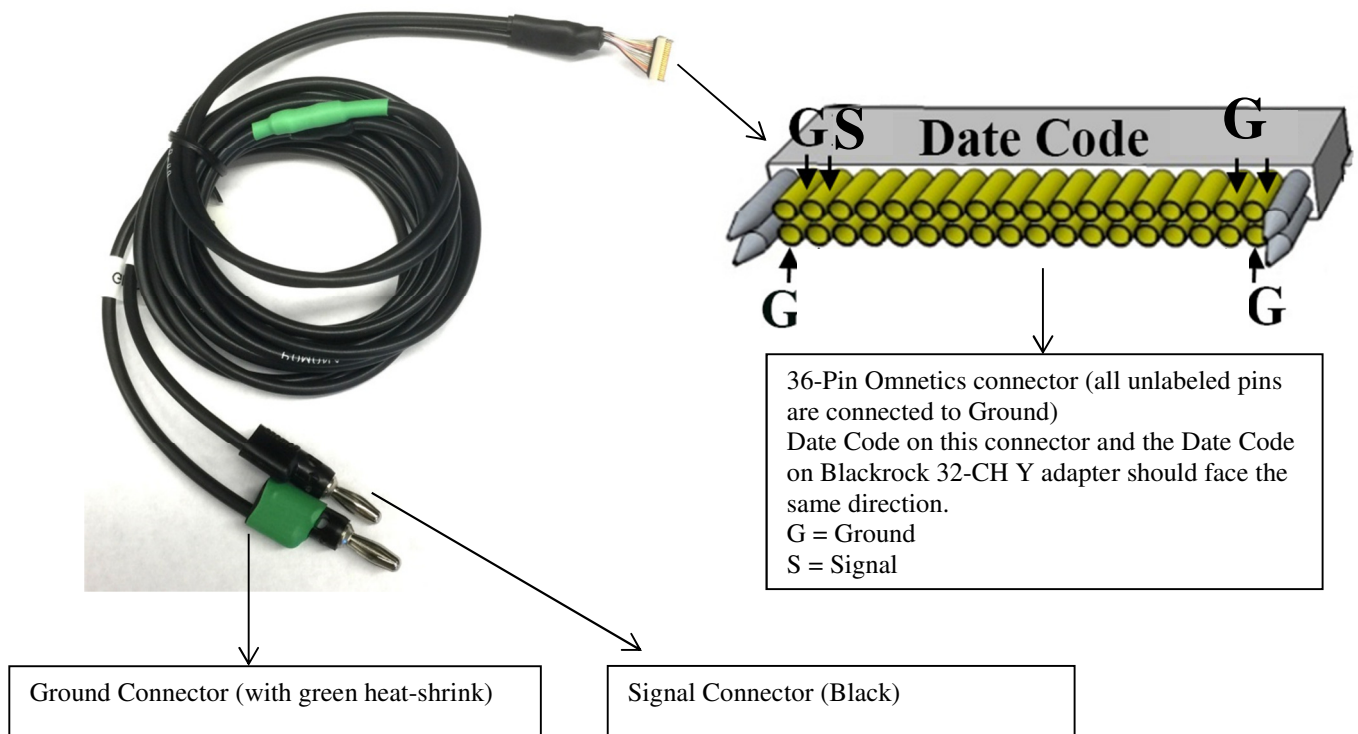 G S
Date Code
G
G
G
36-Pin Omnetics connector (all unlabeled pins
are connected to Ground)
Date Code on this connector and the Date Code
on Blackrock 32-CH Y adapter should face the
same direction.
G = Ground
S = Signal
Ground Connector (with green heat-shrink)
Signal Connector (Black)